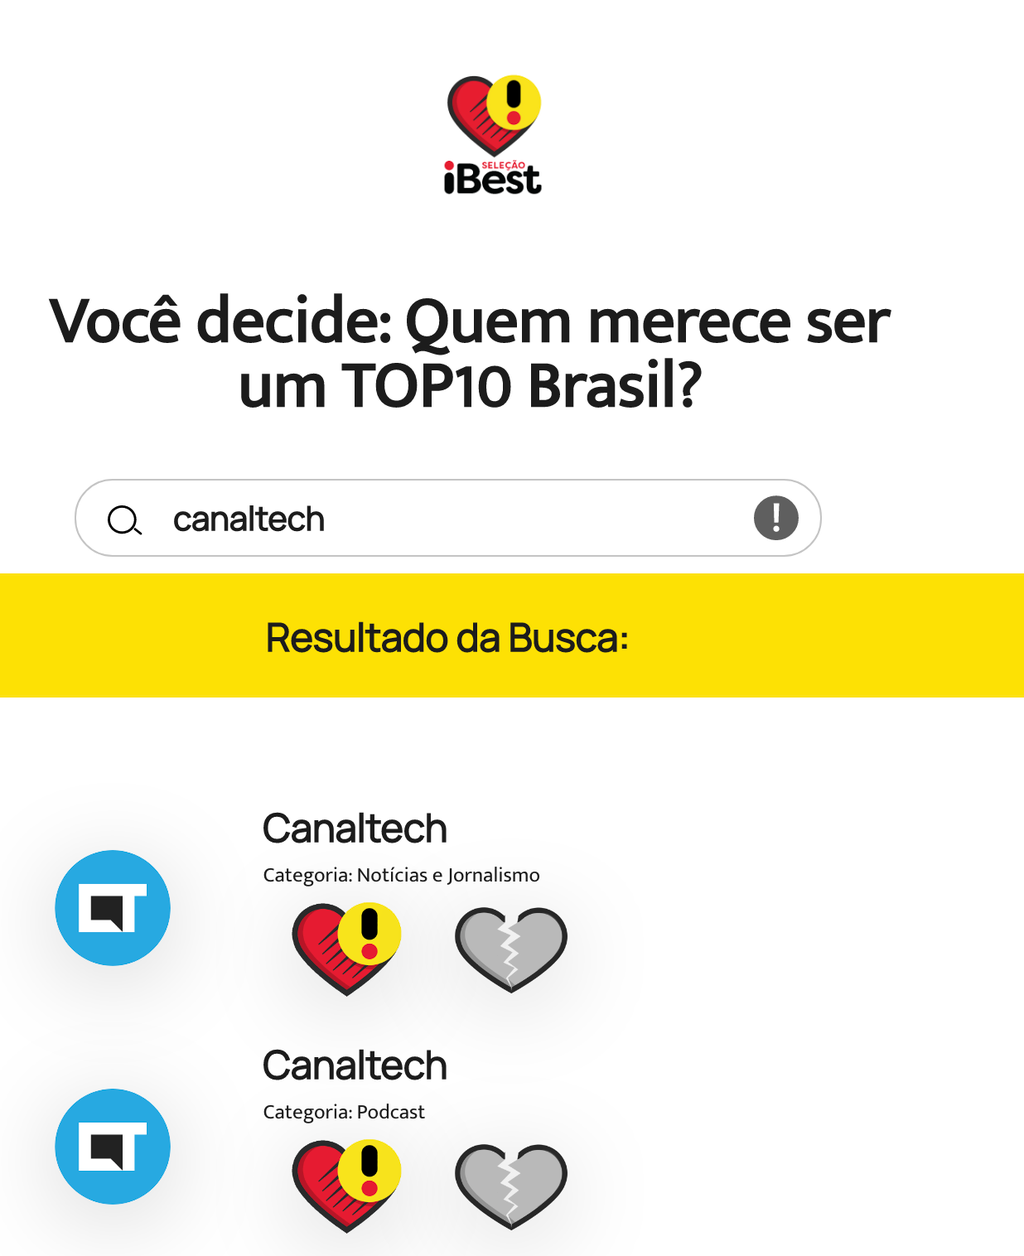 SELEÇÃO
iBest
Você decide: Quem merece ser
um TOP10 Brasil?
canaltech
Resultado da Busca:
Canaltech
Categoria: Notícias e Jornalismo
Canaltech
Categoria: Podcast